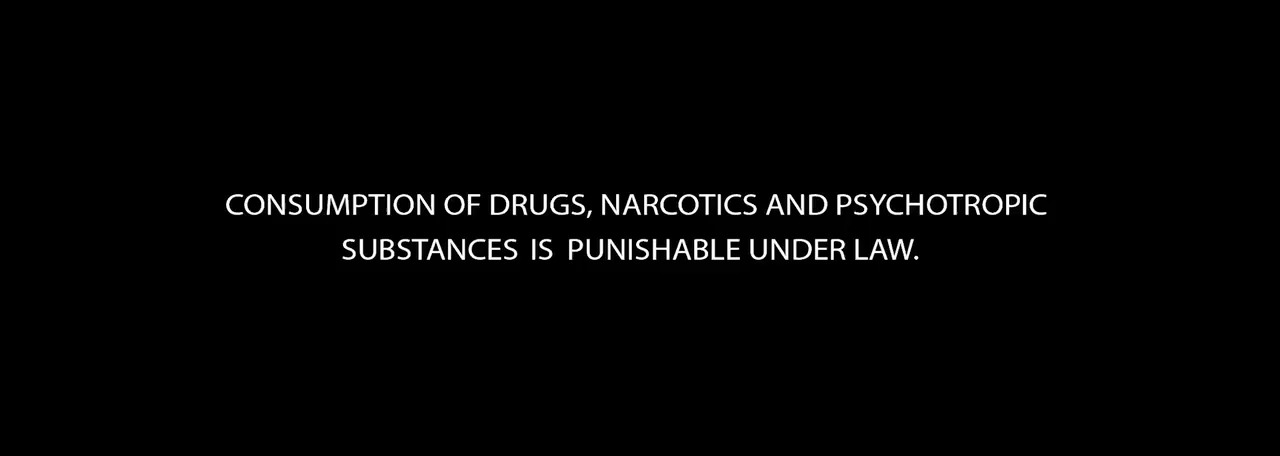 CONSUMPTION OF DRUGS, NARCOTICS AND PSYCHOTROPIC
SUBSTANCES IS PUNISHABLE UNDER LAW.